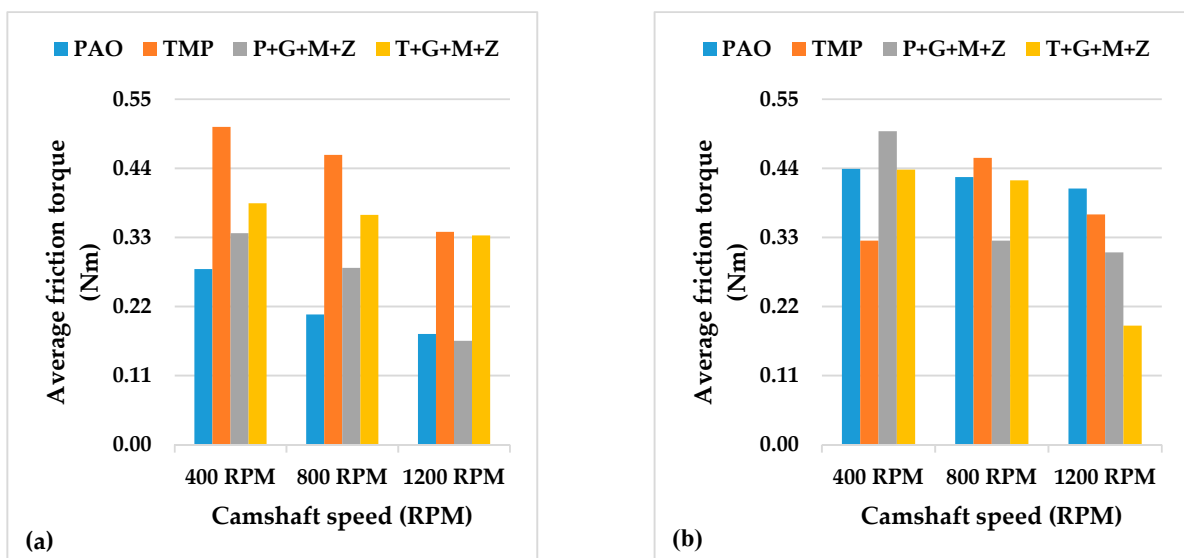 PAO TMP P+G+M+Z T+G+M+Z
0.55
0.44
0.33
0.22
0.11
0.00
Average friction torque
(Nm)
400 RPM 800 RPM 1200 RPM
Camshaft speed (RPM)
(a)
PAO TMP P+G+M+Z T+G+M+Z
0.55
0.44
0.33
0.22
0.11
0.00
Average friction torque
(Nm)
400 RPM 800 RPM 1200 RPM
Camshaft speed (RPM)
(b)